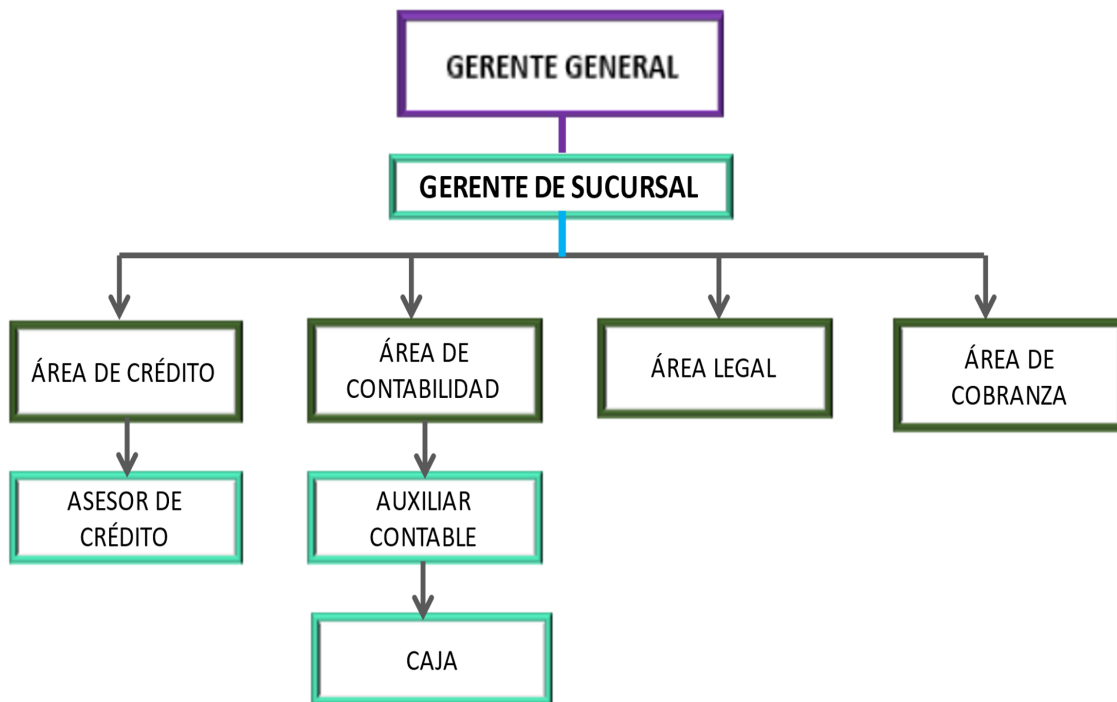 GERENTE GENERAL
GERENTE DE SUCURSAL
ÁREA DE CRÉDITO
ÁREA DE
CONTABILIDAD
ÁREA LEGAL
ÁREA DE
COBRANZA
ASESOR DE
CRÉDITO
AUXILIAR
CONTABLE
CAJA